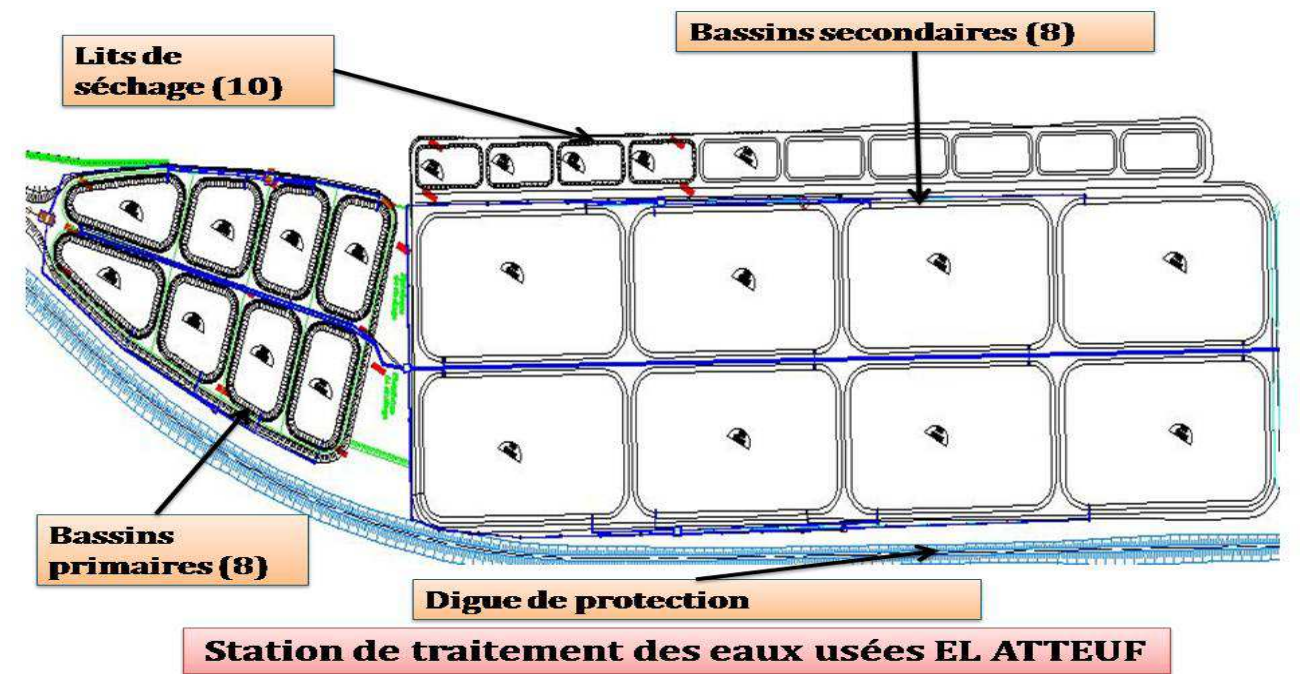 Bassins secondaires (8)
Lits de
séchage (10)
Bassins
primaires (8)
Digue de protection
Station de traitement des eaux usées EL ATTEUF